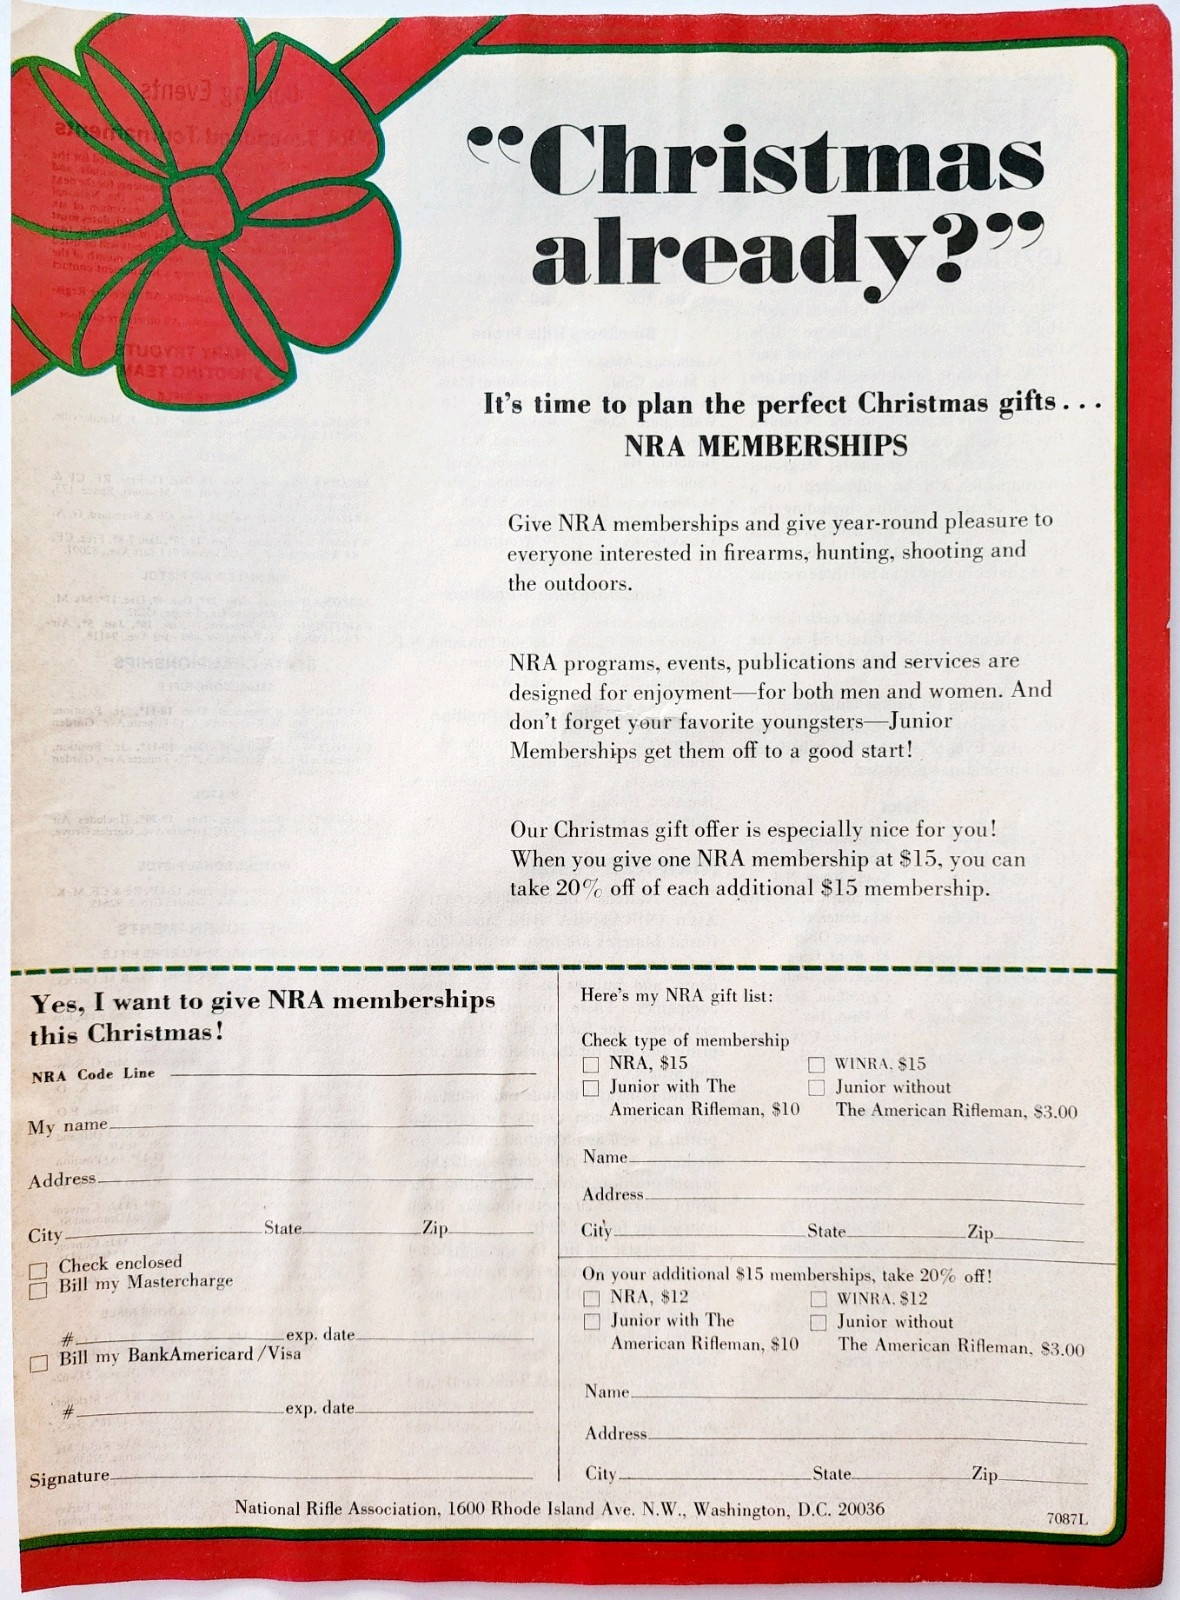 “Christmas
already?”
It's time to plan the perfect Christmas gifts...
NRA MEMBERSHIPS
Give NRA memberships and give year-round pleasure to
everyone interested in firearms, hunting, shooting and
the outdoors.
NRA programs, events, publications and services are
designed for enjoyment—for both men and women. And
don't forget your favorite youngsters—Junior
Memberships get them off to a good start!
Our Christmas gift offer is especially nice for you!
When you give one NRA membership at $15, you can
take 20% off of each additional $15 membership.
Yes, I want to give NRA memberships
this Christmas!
NRA Code Line
My name
Address
City State Zip
Check enclosed
Bill my Mastercharge
# exp. date
Bill my BankAmericard/Visa
# exp. date
Signature
Here's my NRA gift list:
Check type of membership
NRA, $15 WINRA, $15
Junior with The Junior without
American Rifleman, $10 The American Rifleman, $3.00
Name
Address
City State Zip
On your additional $15 memberships, take 20% off!
NRA, $12 WINRA, $12
Junior with The Junior without
American Rifleman, $10 The American Rifleman, $3.00
Name
Address
City State Zip
National Rifle Association, 1600 Rhode Island Ave. N.W., Washington, D.C. 20036
7087L